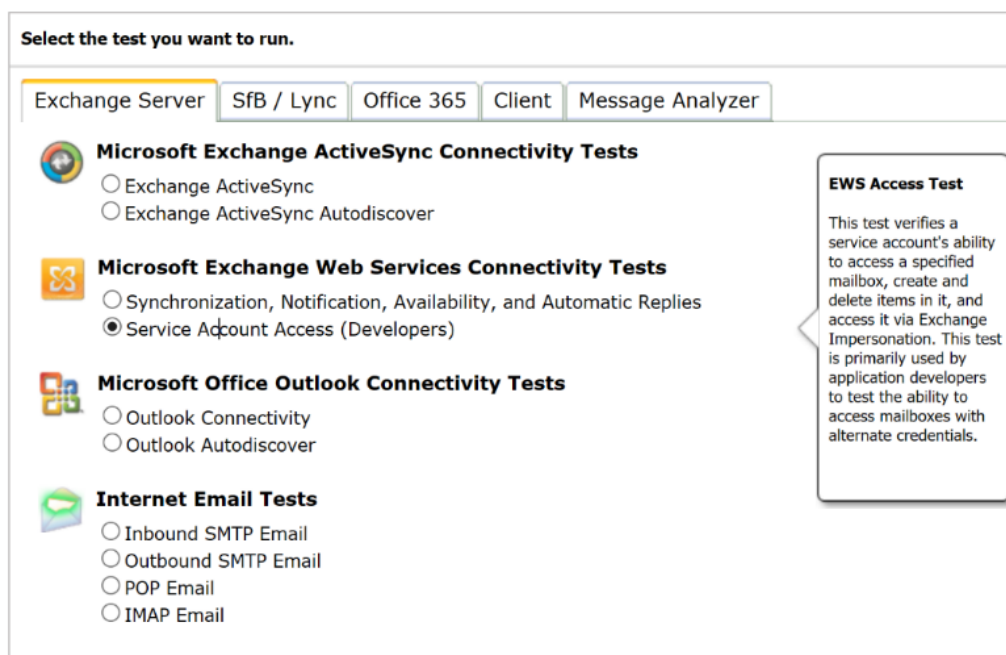 Select the test you want to run.
Exchange Server
SfB / Lync
Office 365
Client
Message Analyzer
Microsoft Exchange ActiveSync Connectivity Tests
Exchange ActiveSync
Exchange ActiveSync Autodiscover
Microsoft Exchange Web Services Connectivity Tests
Synchronization, Notification, Availability, and Automatic Replies
Service Account Access (Developers)
Microsoft Office Outlook Connectivity Tests
Outlook Connectivity
Outlook Autodiscover
Internet Email Tests
Inbound SMTP Email
Outbound SMTP Email
POP Email
IMAP Email
EWS Access Test
This test verifies a
service account's ability
to access a specified
mailbox, create and
delete items in it, and
access it via Exchange
Impersonation. This test
is primarily used by
application developers
to test the ability to
access mailboxes with
alternate credentials.